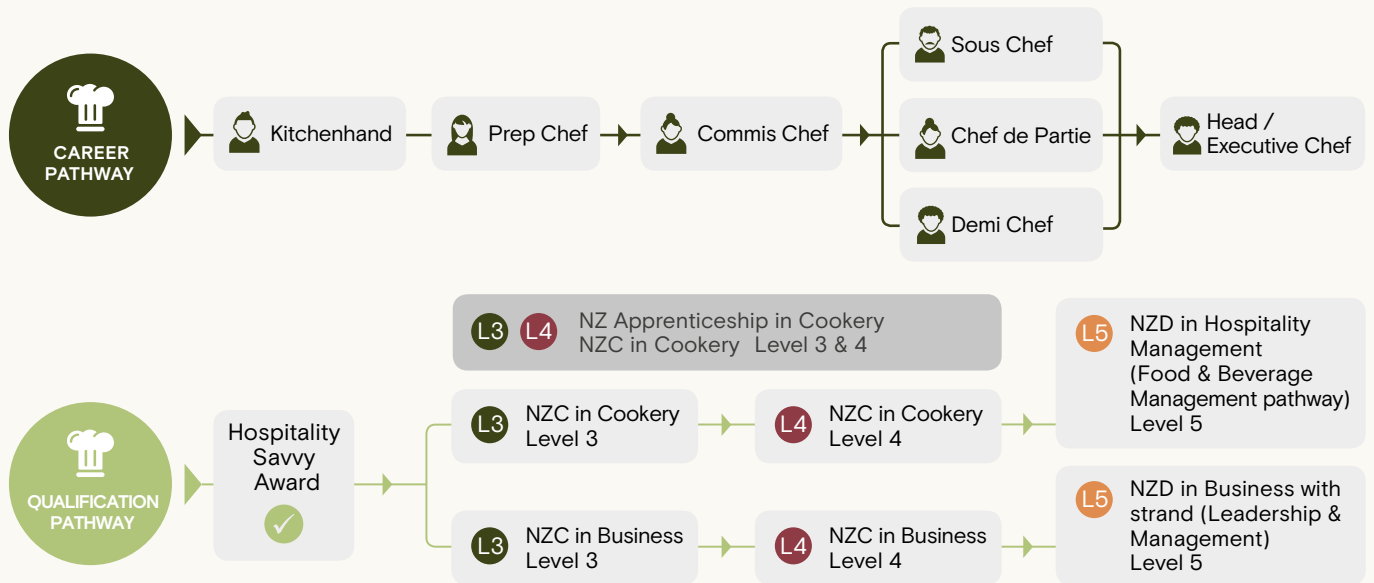 CAREER
PATHWAY
Kitchenhand
Prep Chef
Commis Chef
Sous Chef
Chef de Partie
Demi Chef
Head /
Executive Chef
L3 L4 NZ Apprenticeship in Cookery
NZC in Cookery Level 3 & 4
QUALIFICATION
PATHWAY
Hospitality
Savvy
Award
L3 NZC in Cookery
Level 3
L4 NZC in Cookery
Level 4
L5 NZD in Hospitality
Management
(Food & Beverage
Management pathway)
Level 5
L3 NZC in Business
Level 3
L4 NZC in Business
Level 4
L5 NZD in Business with
strand (Leadership &
Management)
Level 5